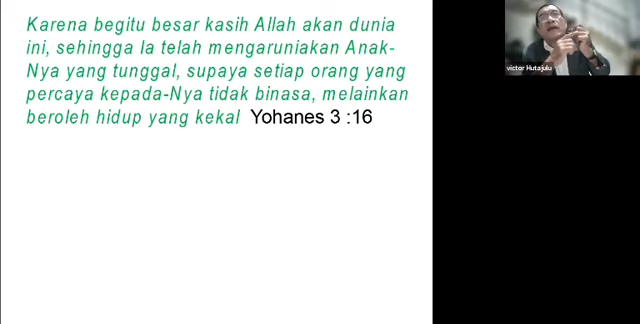 Karena begitu besar kasih Allah akan dunia
ini, sehingga Ia telah mengaruniakan Anak-
Nya yang tunggal, supaya setiap orang yang
percaya kepada-Nya tidak binasa, melainkan
beroleh hidup yang kekal Yohanes 3 :16
victor Hutajulu